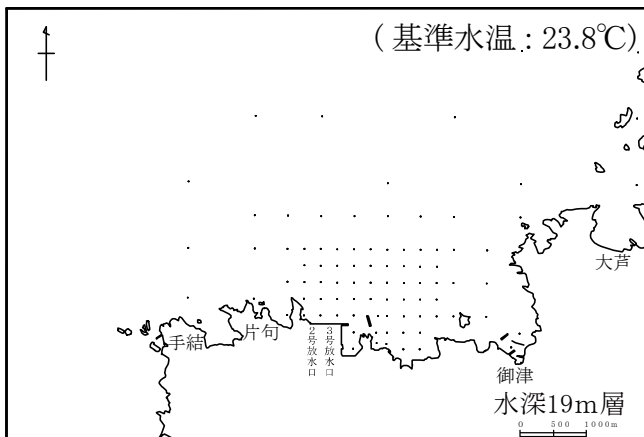 (基準水温:23.8℃)
大芦
手結
片句
2号放水口
3号放水口
御津
水深19m層
0 500 1000m